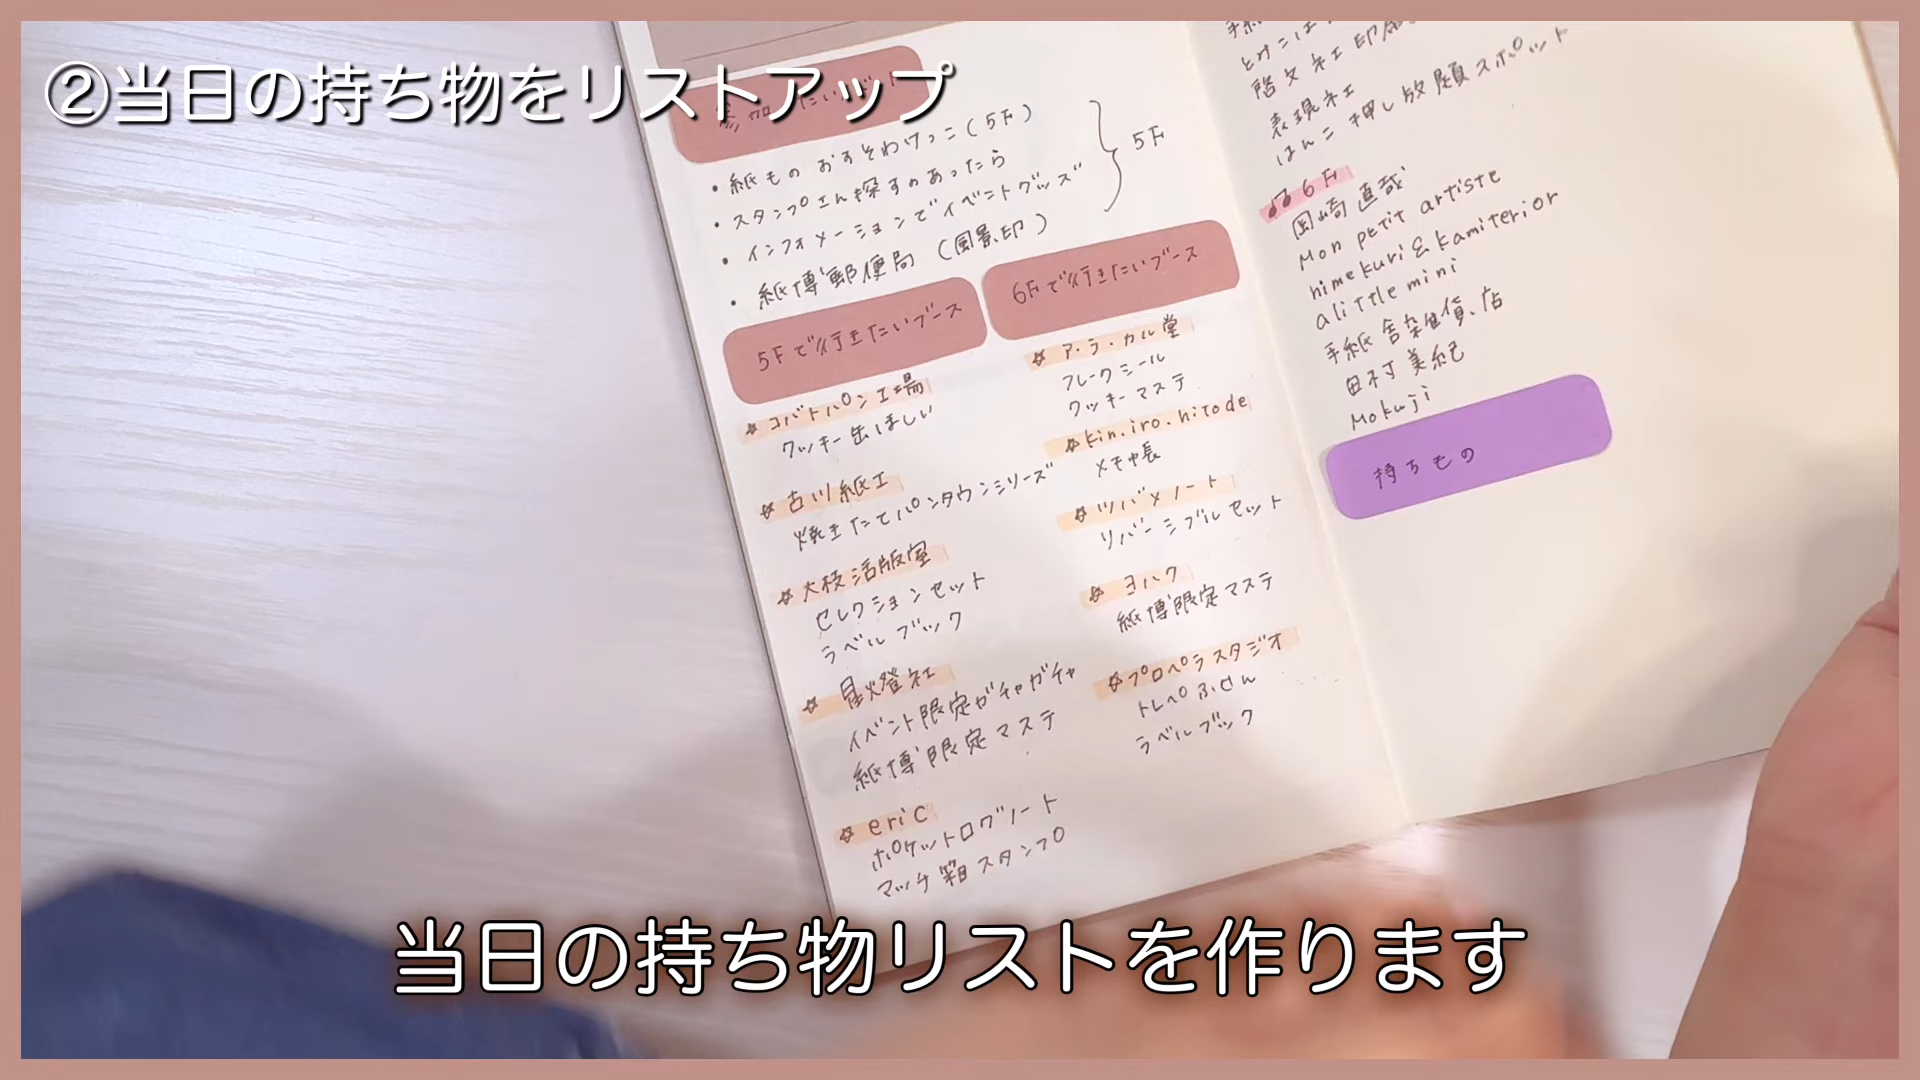 ②当日の持ち物をリストアップ
・紙もの おすそわけっこ(5F)
・スタンプさん探すのあったら
・インフォメーションでイベントグッズ
・紙博郵便局(風景印)
5F
5Fで行きたいブース
☆コバトパン工場
クッキー缶ほしい
☆古川紙工
焼きたてパンタウンシリーズ
☆大枝活版室
セレクションセット
ラベルブック
☆星燈社
イベント限定ガチャガチャ
紙博限定マステ
☆eric
ポケットログノート
マッチ箱スタンプ
6Fで行きたいブース
☆ア・ラ・カル堂
フレークシール
クッキーマステ
☆kin.iro.hitode
メモ帳
☆ツバメノート
リバーシブルセット
☆ヨハク
紙博限定マステ
☆プロペラスタジオ
トレペふせん
ラベルブック
啓文社印刷
表現社
はんこ押し放題スポット
6F
岡崎直哉
Mon petit artiste
himekuri & kamiterior
alittle mini
手紙舎雑貨店
田村美紀
Mokuji
持ちもの
当日の持ち物リストを作ります